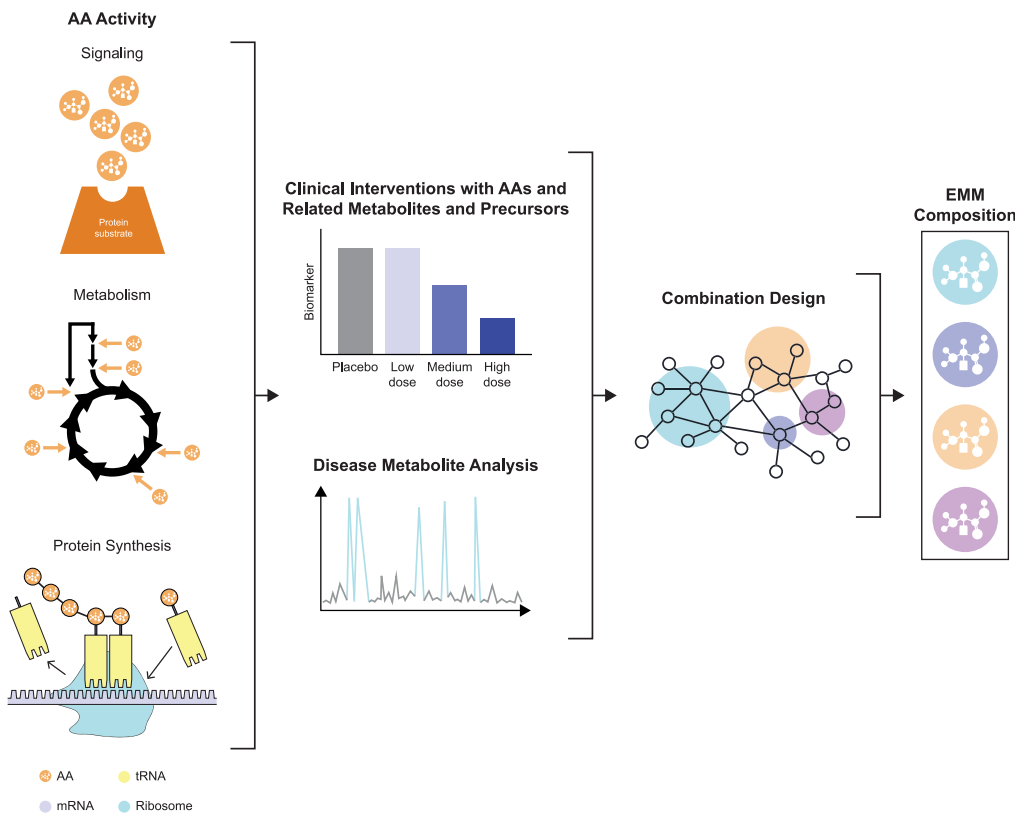 AA Activity
Signaling
Protein
substrate
Metabolism
Protein Synthesis
AA
tRNA
mRNA
Ribosome
Clinical Interventions with AAs and
Related Metabolites and Precursors
Biomarker
Placebo
Low
dose
Medium
dose
High
dose
Disease Metabolite Analysis
Combination Design
EMM
Composition